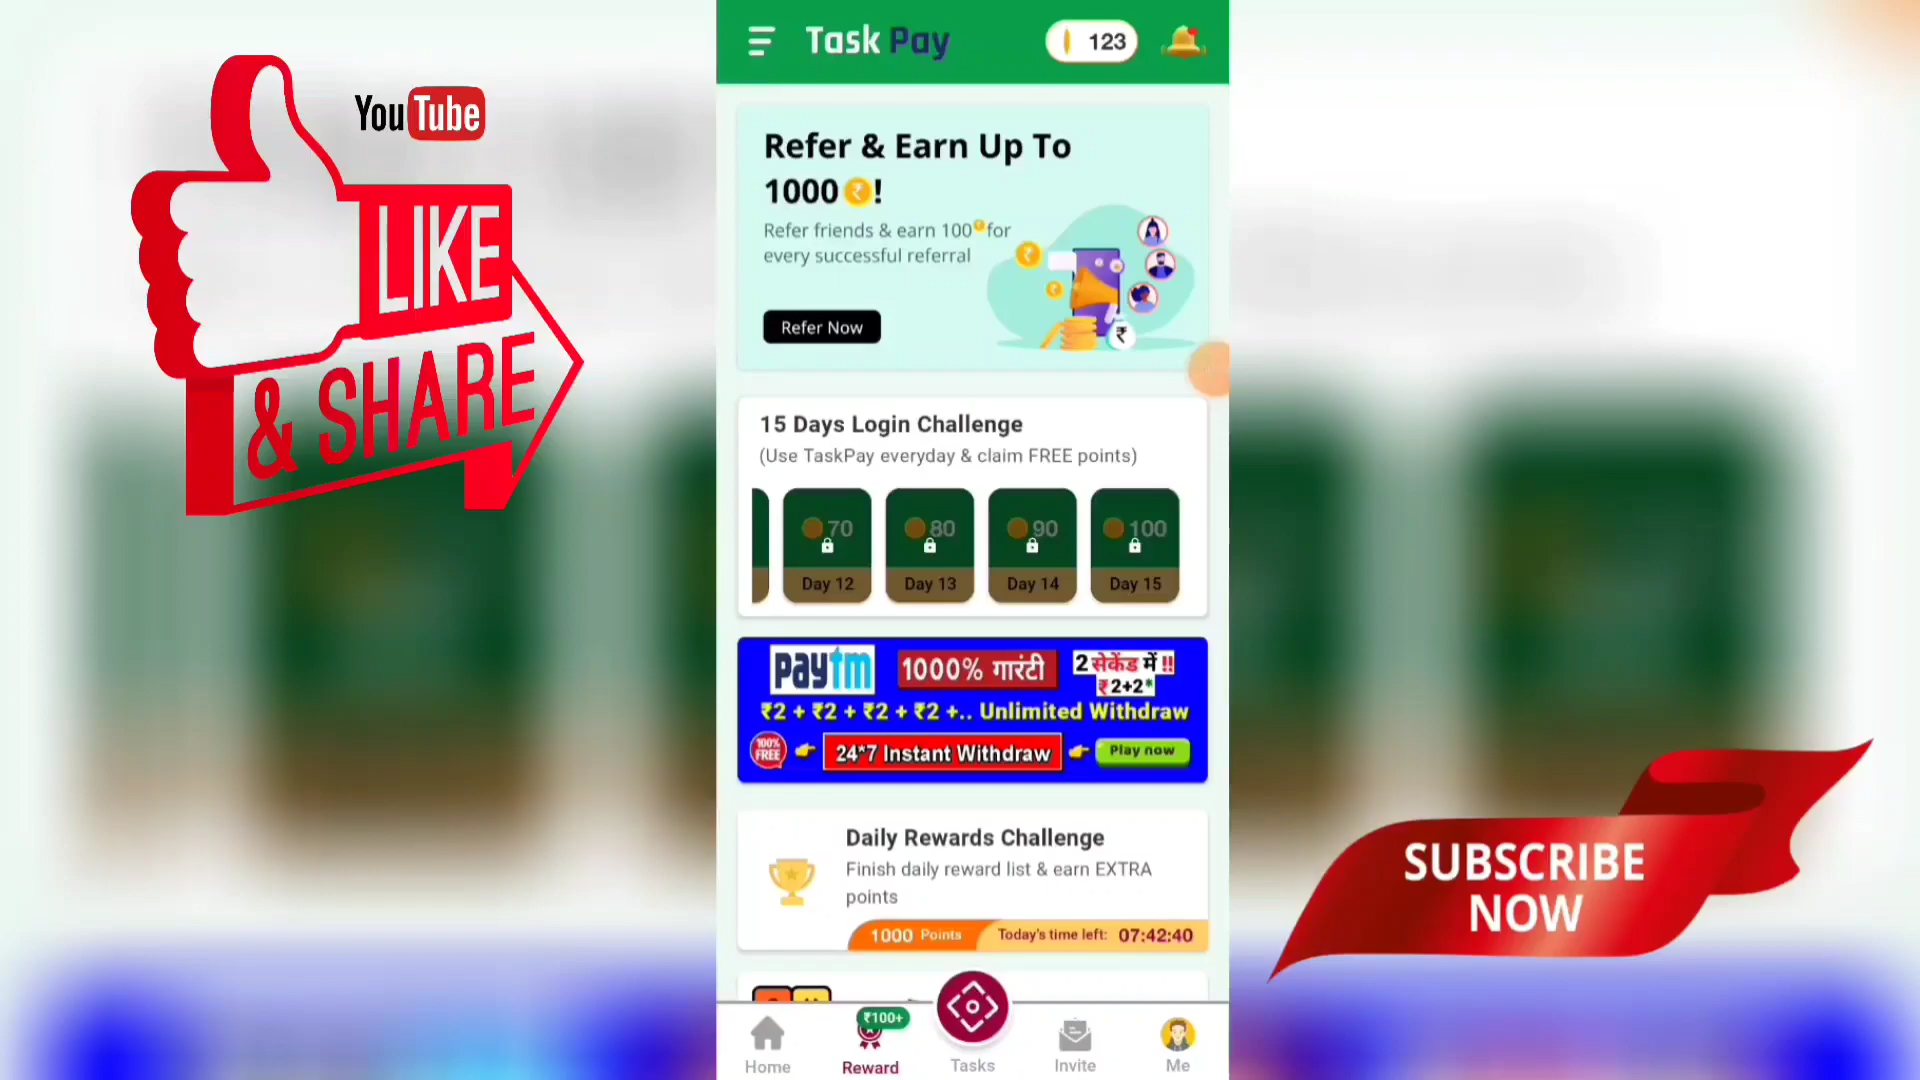 YouTube
LIKE
& SHARE
Task Pay
123
Refer & Earn Up To
1000 ₹!
Refer friends & earn 100 for
every successful referral
₹
Refer Now
15 Days Login Challenge
(Use TaskPay everyday & claim FREE points)
70
80
90
100
Day 12
Day 13
Day 14
Day 15
paytm
1000% गारंटी
2 सेकेंड में !!
₹2+2*
₹2 + ₹2 + ₹2 + ₹2 +.. Unlimited Withdraw
100% FREE
24*7 Instant Withdraw
Play now
Daily Rewards Challenge
Finish daily reward list & earn EXTRA
points
1000 Points
Today's time left: 07:42:40
₹100+
Home
Reward
Tasks
Invite
Me
SUBSCRIBE
NOW